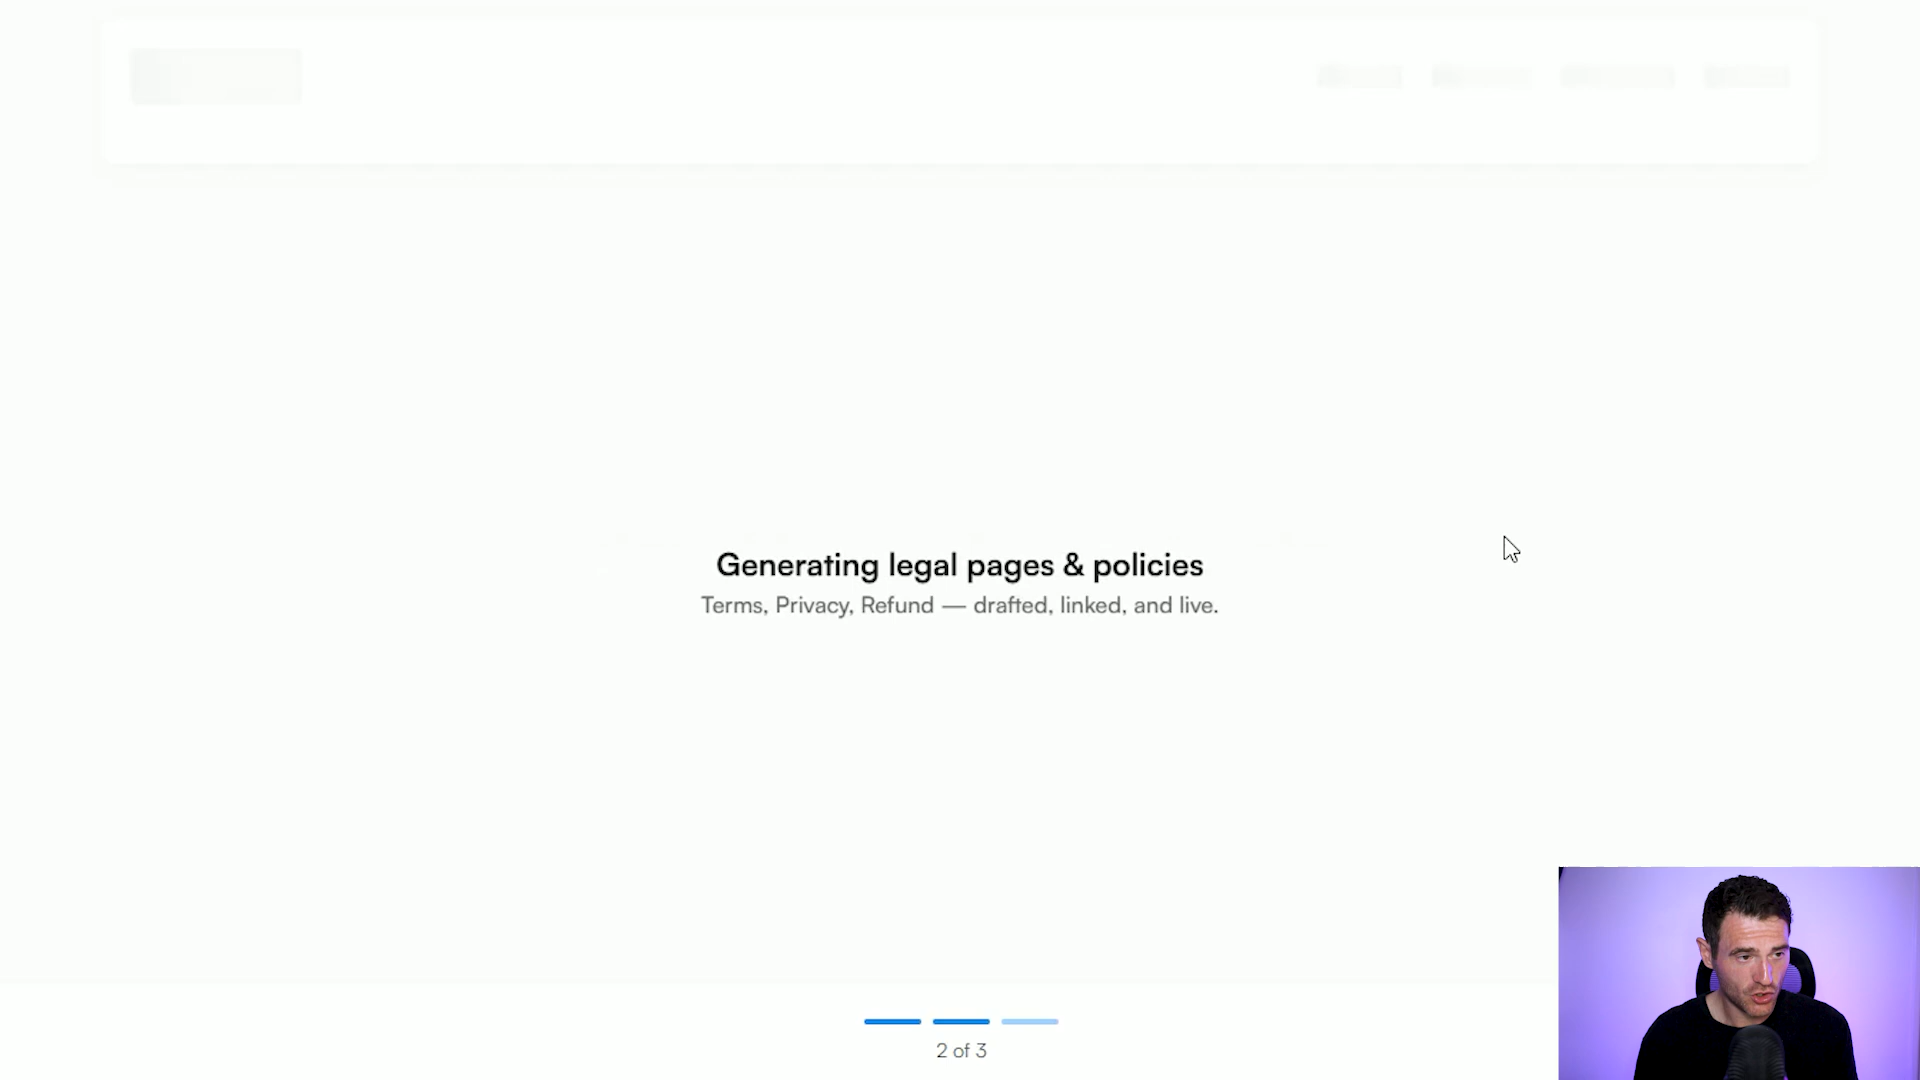 Generating legal pages & policies
Terms, Privacy, Refund — drafted, linked, and live.
2 of 3